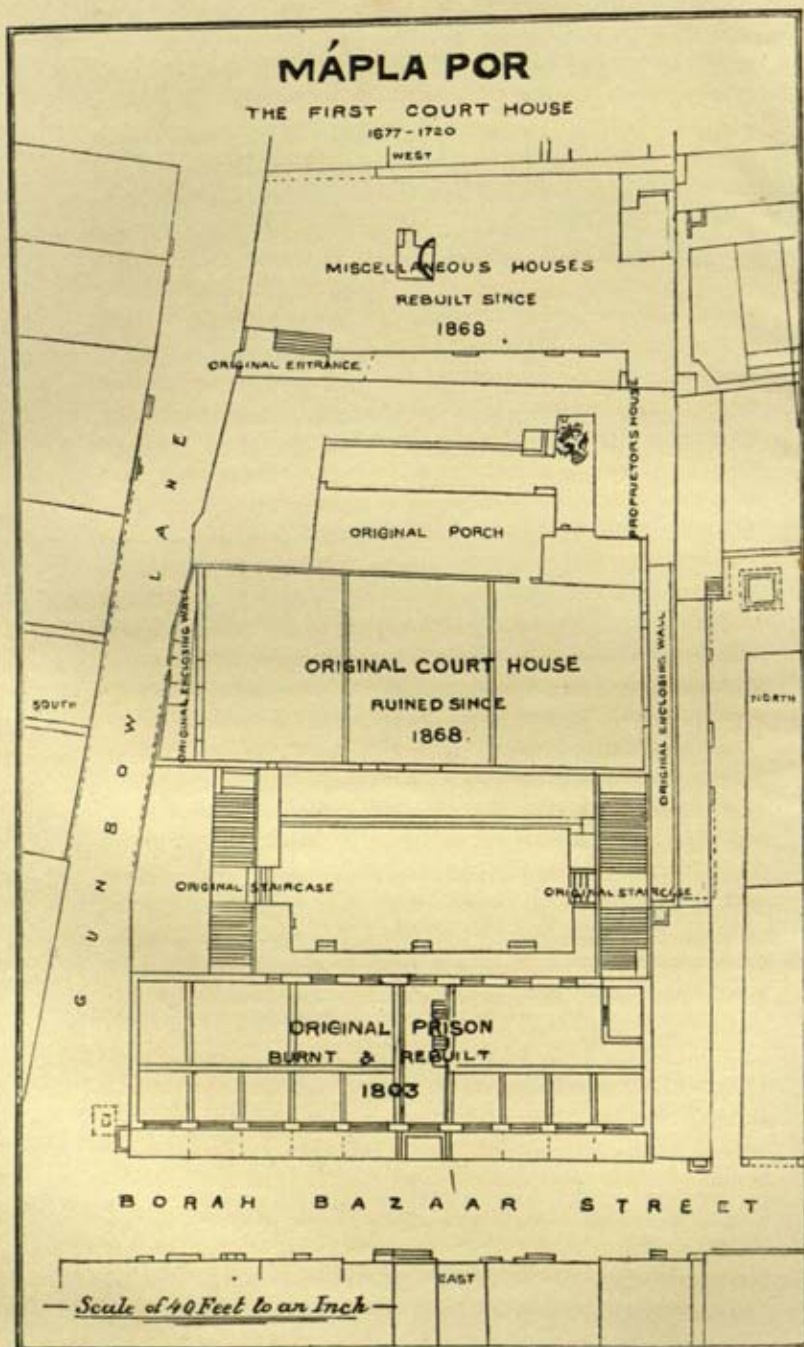 MÁPLA POR
THE FIRST COURT HOUSE
1677-1720
WEST
MISCELLANEOUS HOUSES
REBUILT SINCE
1868
ORIGINAL ENTRANCE
PROPRIETORS HOUSE
ORIGINAL PORCH
GUNBOW LANE
ORIGINAL ENCLOSING WALL
ORIGINAL COURT HOUSE
RUINED SINCE
1868.
ORIGINAL ENCLOSING WALL
SOUTH
NORTH
ORIGINAL STAIRCASE
ORIGINAL STAIRCASE
ORIGINAL PRISON
BURNT & REBUILT
1803
BORAH BAZAAR STREET
EAST
— Scale of 40 Feet to an Inch —